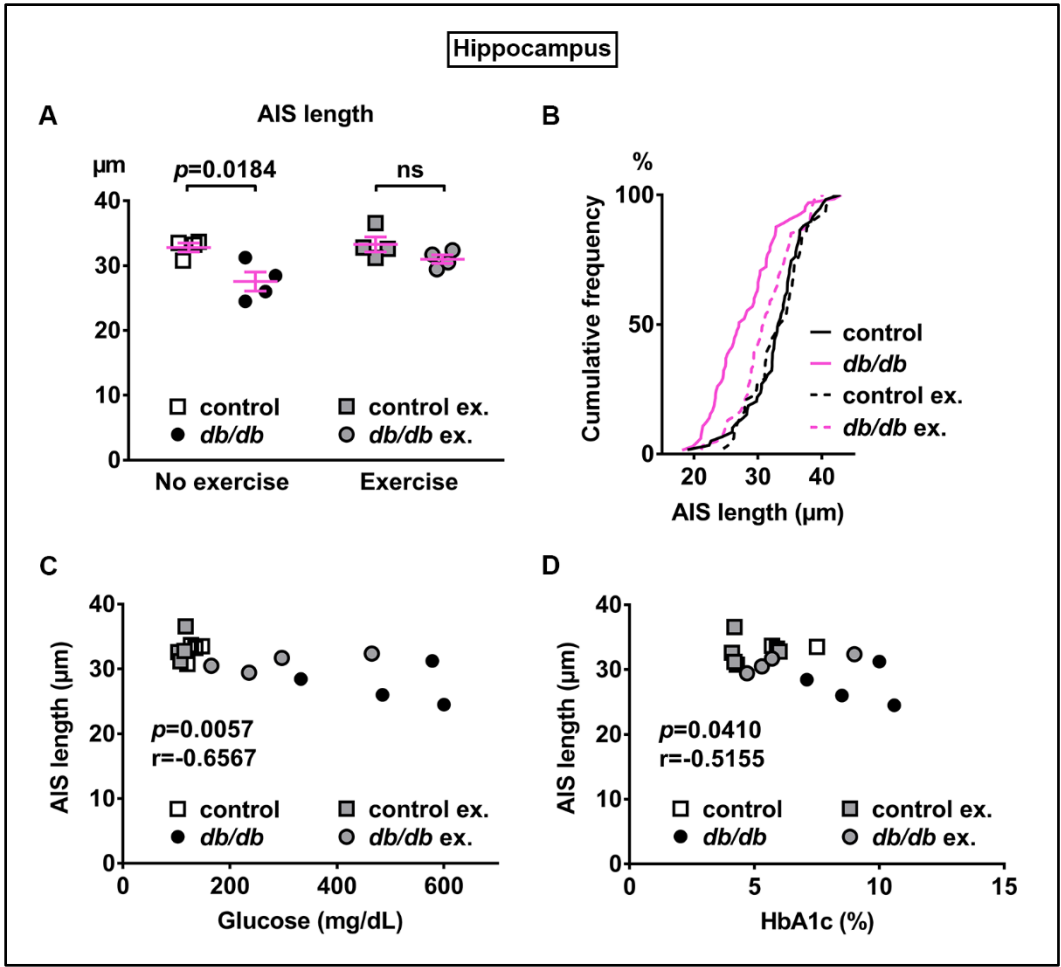 Hippocampus
A
AIS length
µm
p=0.0184
ns
40
30
20
10
0
control
db/db
control ex.
db/db ex.
No exercise
Exercise
B
%
100
50
0
Cumulative frequency
control
db/db
control ex.
db/db ex.
20
30
40
AIS length (µm)
C
AIS length (µm)
40
30
20
10
0
p=0.0057
r=-0.6567
control
db/db
control ex.
db/db ex.
0
200
400
600
Glucose (mg/dL)
D
AIS length (µm)
40
30
20
10
0
p=0.0410
r=-0.5155
control
db/db
control ex.
db/db ex.
0
5
10
15
HbA1c (%)